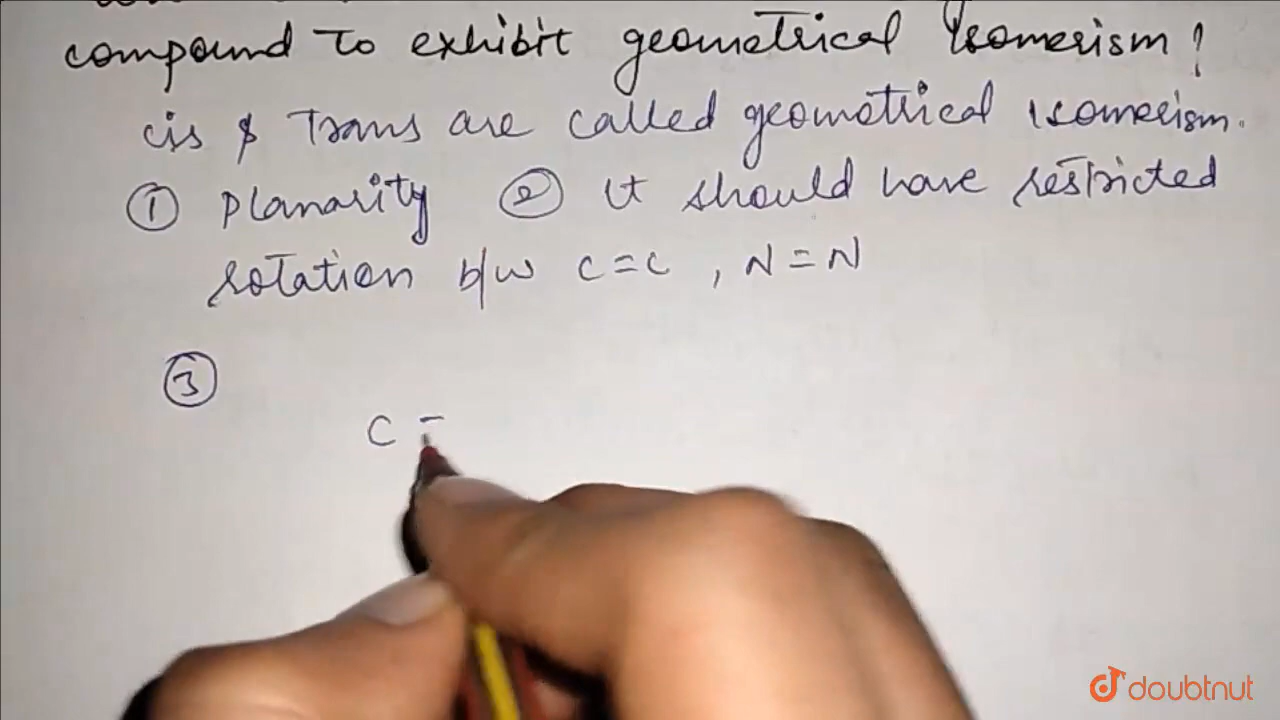 compound to exhibit geometrical Isomerism?
cis & Trans are called geometrical Isomerism.
① Planarity ② It should have restricted
rotation b/w C=C, N=N
③
C =
doubtnut